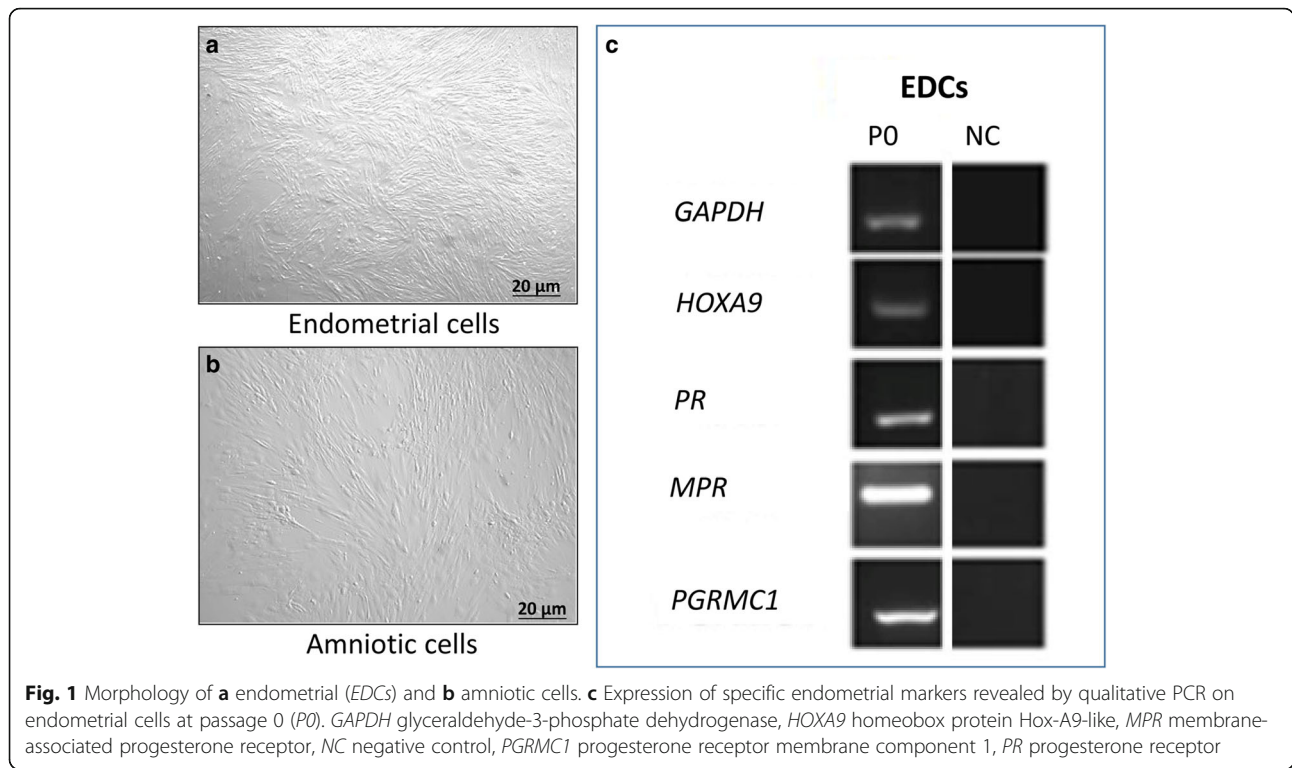 a
20 µm
Endometrial cells
b
20 µm
Amniotic cells
c
EDCs
P0 NC
GAPDH
HOXA9
PR
MPR
PGRMC1
Fig. 1 Morphology of a endometrial (EDCs) and b amniotic cells. c Expression of specific endometrial markers revealed by qualitative PCR on
endometrial cells at passage 0 (P0). GAPDH glyceraldehyde-3-phosphate dehydrogenase, HOXA9 homeobox protein Hox-A9-like, MPR membrane-
associated progesterone receptor, NC negative control, PGRMC1 progesterone receptor membrane component 1, PR progesterone receptor